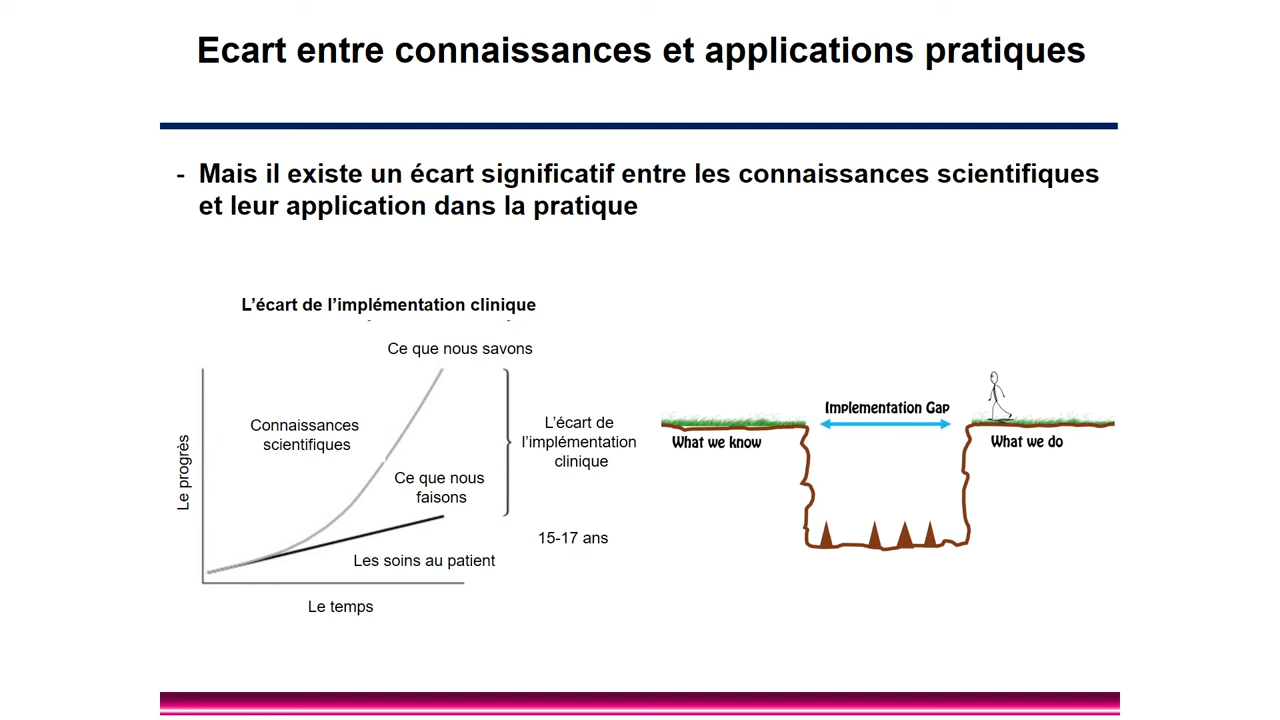 Ecart entre connaissances et applications pratiques
- Mais il existe un écart significatif entre les connaissances scientifiques
et leur application dans la pratique
L'écart de l'implémentation clinique
Ce que nous savons
Connaissances
scientifiques
Le progrès
Ce que nous
faisons
L'écart de
l'implémentation
clinique
15-17 ans
Les soins au patient
Le temps
Implementation Gap
What we know
What we do